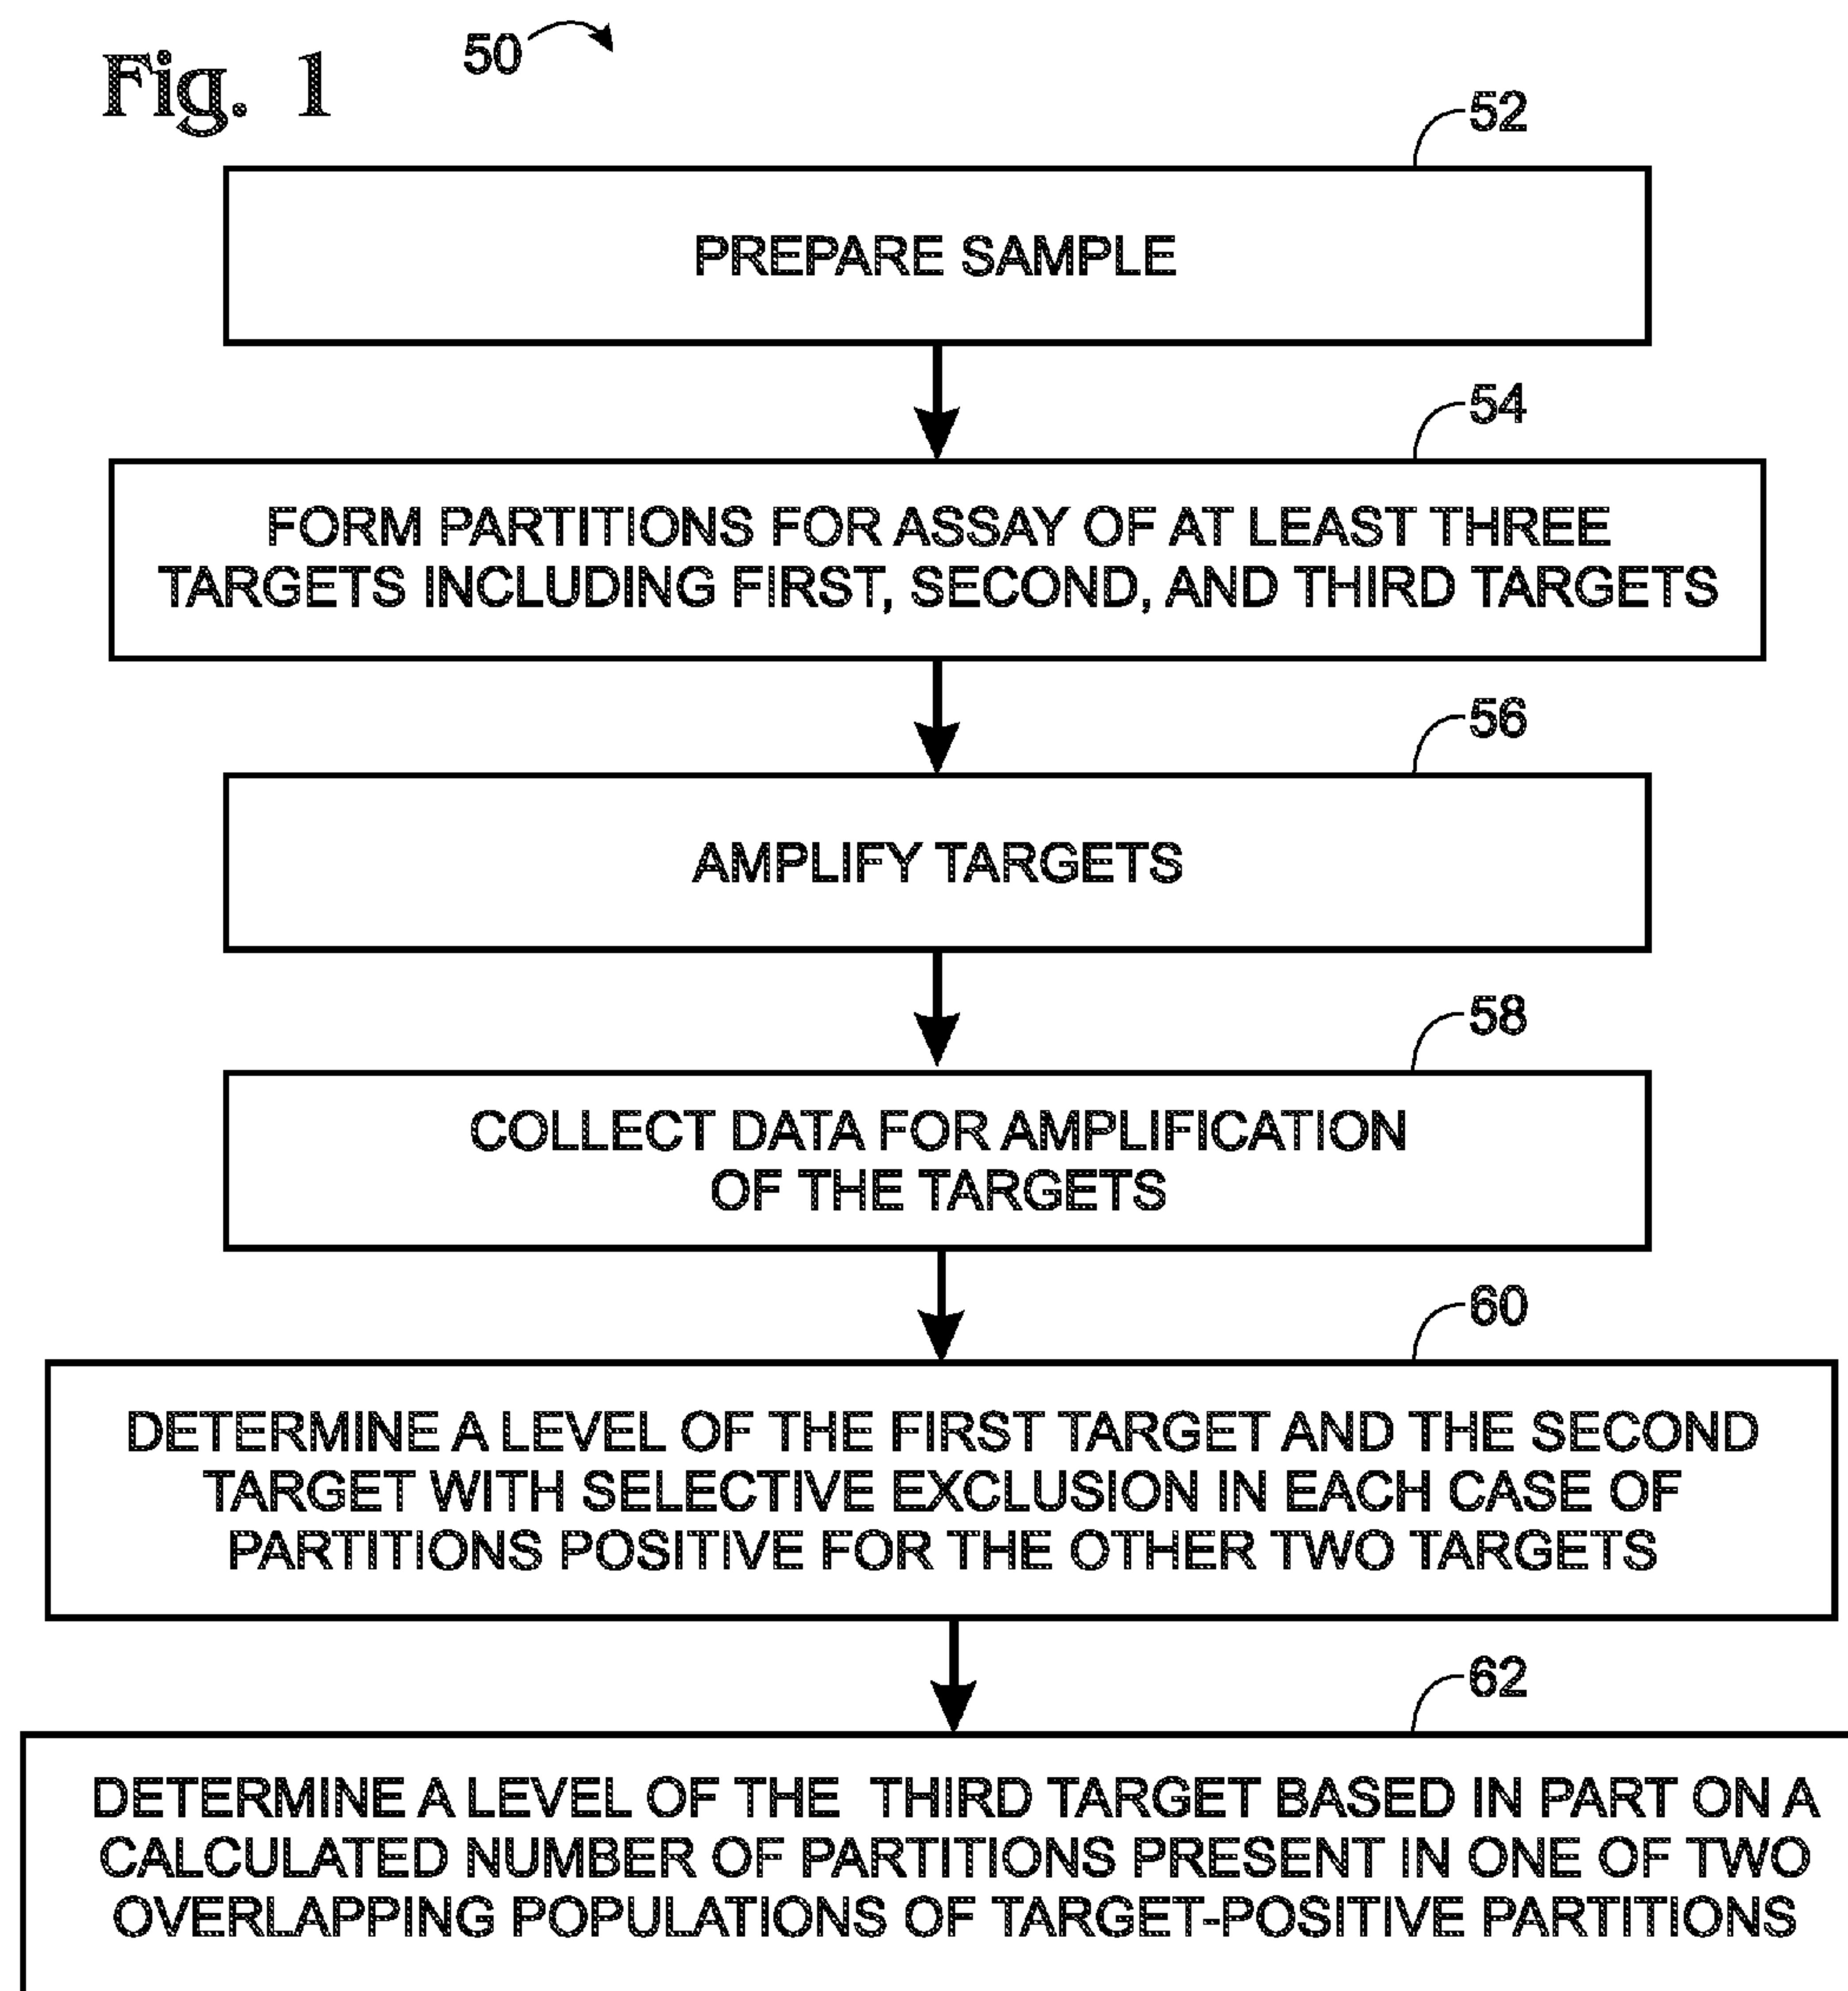 Fig. 1
50
52
PREPARE SAMPLE
54
FORM PARTITIONS FOR ASSAY OF AT LEAST THREE
TARGETS INCLUDING FIRST, SECOND, AND THIRD TARGETS
56
AMPLIFY TARGETS
58
COLLECT DATA FOR AMPLIFICATION
OF THE TARGETS
60
DETERMINE A LEVEL OF THE FIRST TARGET AND THE SECOND
TARGET WITH SELECTIVE EXCLUSION IN EACH CASE OF
PARTITIONS POSITIVE FOR THE OTHER TWO TARGETS
62
DETERMINE A LEVEL OF THE THIRD TARGET BASED IN PART ON A
CALCULATED NUMBER OF PARTITIONS PRESENT IN ONE OF TWO
OVERLAPPING POPULATIONS OF TARGET-POSITIVE PARTITIONS